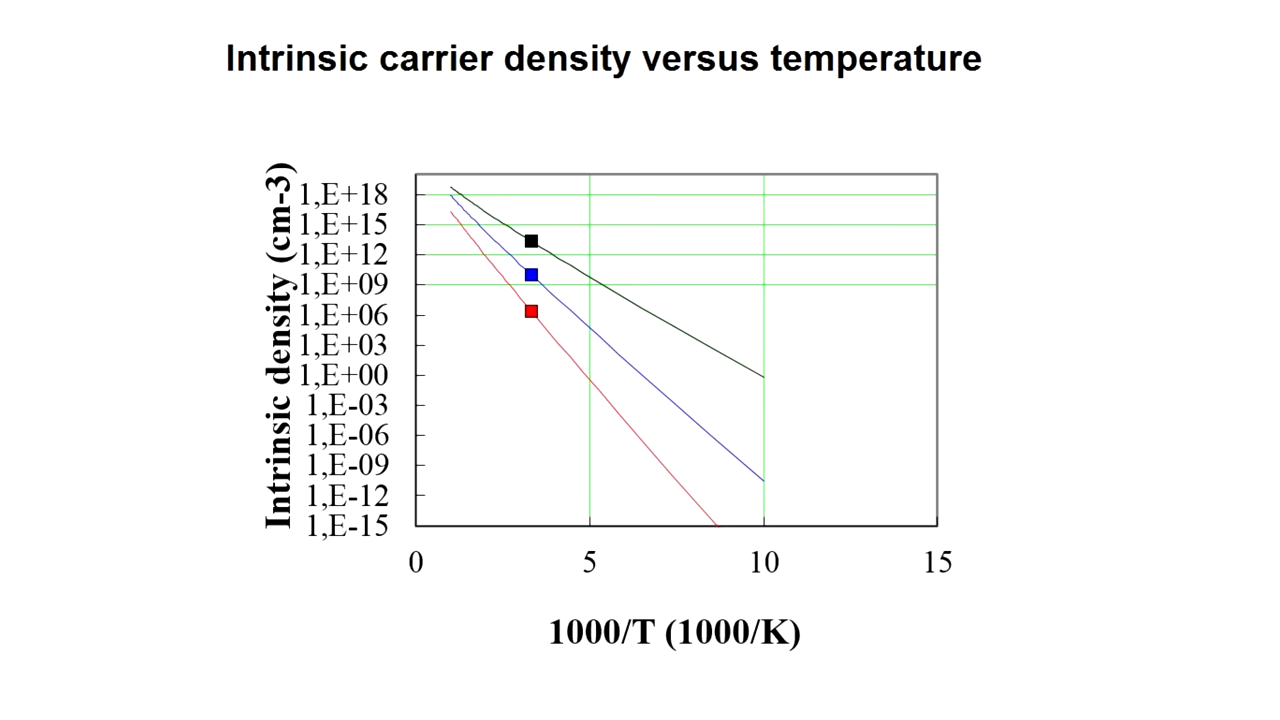 Intrinsic carrier density versus temperature
Intrinsic density (cm-3)
1,E+18
1,E+15
1,E+12
1,E+09
1,E+06
1,E+03
1,E+00
1,E-03
1,E-06
1,E-09
1,E-12
1,E-15
0 5 10 15
1000/T (1000/K)